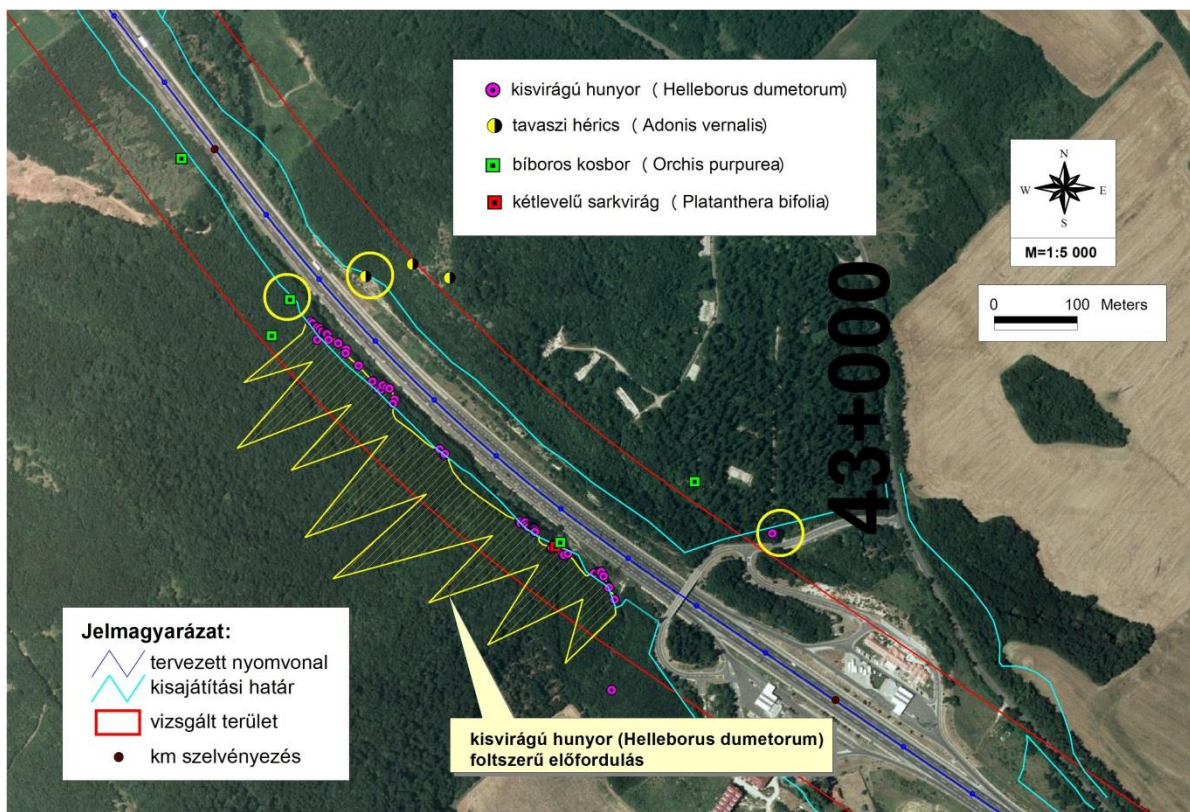 kisvirágú hunyor ( Helleborus dumetorum)
tavaszi hérics ( Adonis vernalis)
bíboros kosbor ( Orchis purpurea)
kétlevelű sarkvirág ( Platanthera bifolia)
N
W E
S
M=1:5 000
0 100 Meters
43+000
Jelmagyarázat:
tervezett nyomvonal
kisajátítási határ
vizsgált terület
km szelvényezés
kisvirágú hunyor (Helleborus dumetorum)
foltszerű előfordulás